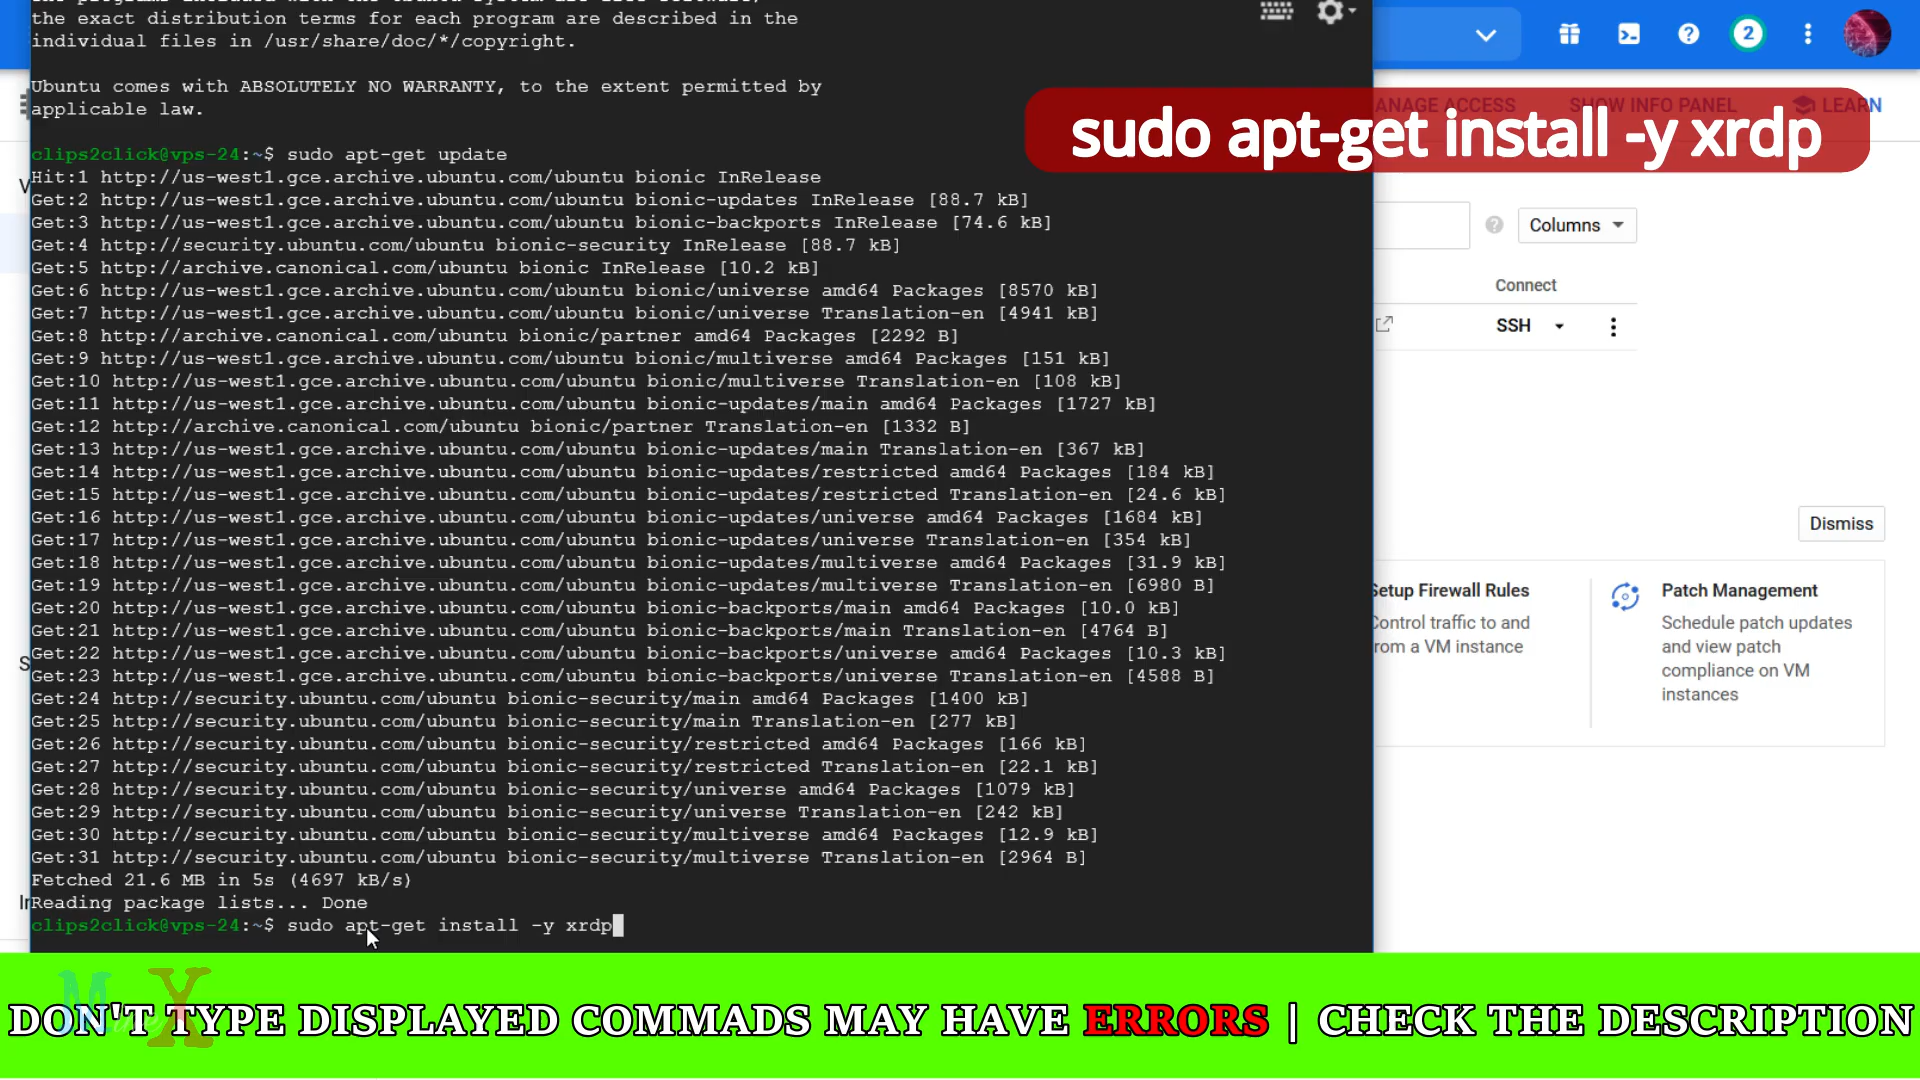 the exact distribution terms for each program are described in the
individual files in /usr/share/doc/*/copyright.
Ubuntu comes with ABSOLUTELY NO WARRANTY, to the extent permitted by
applicable law.
clips2click@vps-24:~$ sudo apt-get update
Hit:1 http://us-west1.gce.archive.ubuntu.com/ubuntu bionic InRelease
Get:2 http://us-west1.gce.archive.ubuntu.com/ubuntu bionic-updates InRelease [88.7 kB]
Get:3 http://us-west1.gce.archive.ubuntu.com/ubuntu bionic-backports InRelease [74.6 kB]
Get:4 http://security.ubuntu.com/ubuntu bionic-security InRelease [88.7 kB]
Get:5 http://archive.canonical.com/ubuntu bionic InRelease [10.2 kB]
Get:6 http://us-west1.gce.archive.ubuntu.com/ubuntu bionic/universe amd64 Packages [8570 kB]
Get:7 http://us-west1.gce.archive.ubuntu.com/ubuntu bionic/universe Translation-en [4941 kB]
Get:8 http://archive.canonical.com/ubuntu bionic/partner amd64 Packages [2292 B]
Get:9 http://us-west1.gce.archive.ubuntu.com/ubuntu bionic/multiverse amd64 Packages [151 kB]
Get:10 http://us-west1.gce.archive.ubuntu.com/ubuntu bionic/multiverse Translation-en [108 kB]
Get:11 http://us-west1.gce.archive.ubuntu.com/ubuntu bionic-updates/main amd64 Packages [1727 kB]
Get:12 http://archive.canonical.com/ubuntu bionic/partner Translation-en [1332 B]
Get:13 http://us-west1.gce.archive.ubuntu.com/ubuntu bionic-updates/main Translation-en [367 kB]
Get:14 http://us-west1.gce.archive.ubuntu.com/ubuntu bionic-updates/restricted amd64 Packages [184 kB]
Get:15 http://us-west1.gce.archive.ubuntu.com/ubuntu bionic-updates/restricted Translation-en [24.6 kB]
Get:16 http://us-west1.gce.archive.ubuntu.com/ubuntu bionic-updates/universe amd64 Packages [1684 kB]
Get:17 http://us-west1.gce.archive.ubuntu.com/ubuntu bionic-updates/universe Translation-en [354 kB]
Get:18 http://us-west1.gce.archive.ubuntu.com/ubuntu bionic-updates/multiverse amd64 Packages [31.9 kB]
Get:19 http://us-west1.gce.archive.ubuntu.com/ubuntu bionic-updates/multiverse Translation-en [6980 B]
Get:20 http://us-west1.gce.archive.ubuntu.com/ubuntu bionic-backports/main amd64 Packages [10.0 kB]
Get:21 http://us-west1.gce.archive.ubuntu.com/ubuntu bionic-backports/main Translation-en [4764 B]
Get:22 http://us-west1.gce.archive.ubuntu.com/ubuntu bionic-backports/universe amd64 Packages [10.3 kB]
Get:23 http://us-west1.gce.archive.ubuntu.com/ubuntu bionic-backports/universe Translation-en [4588 B]
Get:24 http://security.ubuntu.com/ubuntu bionic-security/main amd64 Packages [1400 kB]
Get:25 http://security.ubuntu.com/ubuntu bionic-security/main Translation-en [277 kB]
Get:26 http://security.ubuntu.com/ubuntu bionic-security/restricted amd64 Packages [166 kB]
Get:27 http://security.ubuntu.com/ubuntu bionic-security/restricted Translation-en [22.1 kB]
Get:28 http://security.ubuntu.com/ubuntu bionic-security/universe amd64 Packages [1079 kB]
Get:29 http://security.ubuntu.com/ubuntu bionic-security/universe Translation-en [242 kB]
Get:30 http://security.ubuntu.com/ubuntu bionic-security/multiverse amd64 Packages [12.9 kB]
Get:31 http://security.ubuntu.com/ubuntu bionic-security/multiverse Translation-en [2964 B]
Fetched 21.6 MB in 5s (4697 kB/s)
Reading package lists... Done
clips2click@vps-24:~$ sudo apt-get install -y xrdp
2
ANAGE ACCESS SHOW INFO PANEL LEARN
sudo apt-get install -y xrdp
Columns
Connect
SSH
Dismiss
Setup Firewall Rules
Control traffic to and
from a VM instance
Patch Management
Schedule patch updates
and view patch
compliance on VM
instances
DON'T TYPE DISPLAYED COMMADS MAY HAVE ERRORS | CHECK THE DESCRIPTION